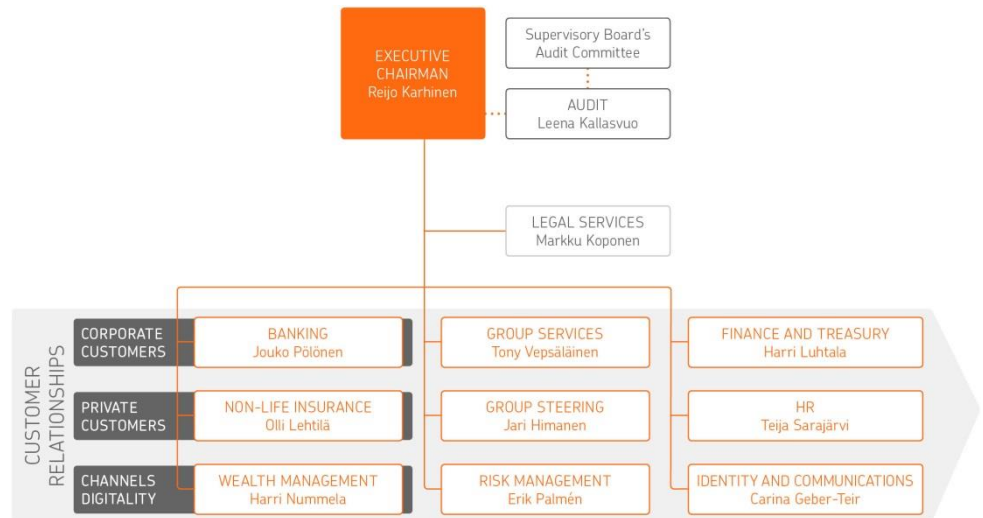 EXECUTIVE
CHAIRMAN
Reijo Karhinen
Supervisory Board's
Audit Committee
AUDIT
Leena Kallasvuo
LEGAL SERVICES
Markku Koponen
CUSTOMER
RELATIONSHIPS
CORPORATE
CUSTOMERS
BANKING
Jouko Pölönen
GROUP SERVICES
Tony Vepsäläinen
FINANCE AND TREASURY
Harri Luhtala
PRIVATE
CUSTOMERS
NON-LIFE INSURANCE
Olli Lehtilä
GROUP STEERING
Jari Himanen
HR
Teija Sarajärvi
CHANNELS
DIGITALITY
WEALTH MANAGEMENT
Harri Nummela
RISK MANAGEMENT
Erik Palmén
IDENTITY AND COMMUNICATIONS
Carina Geber-Teir